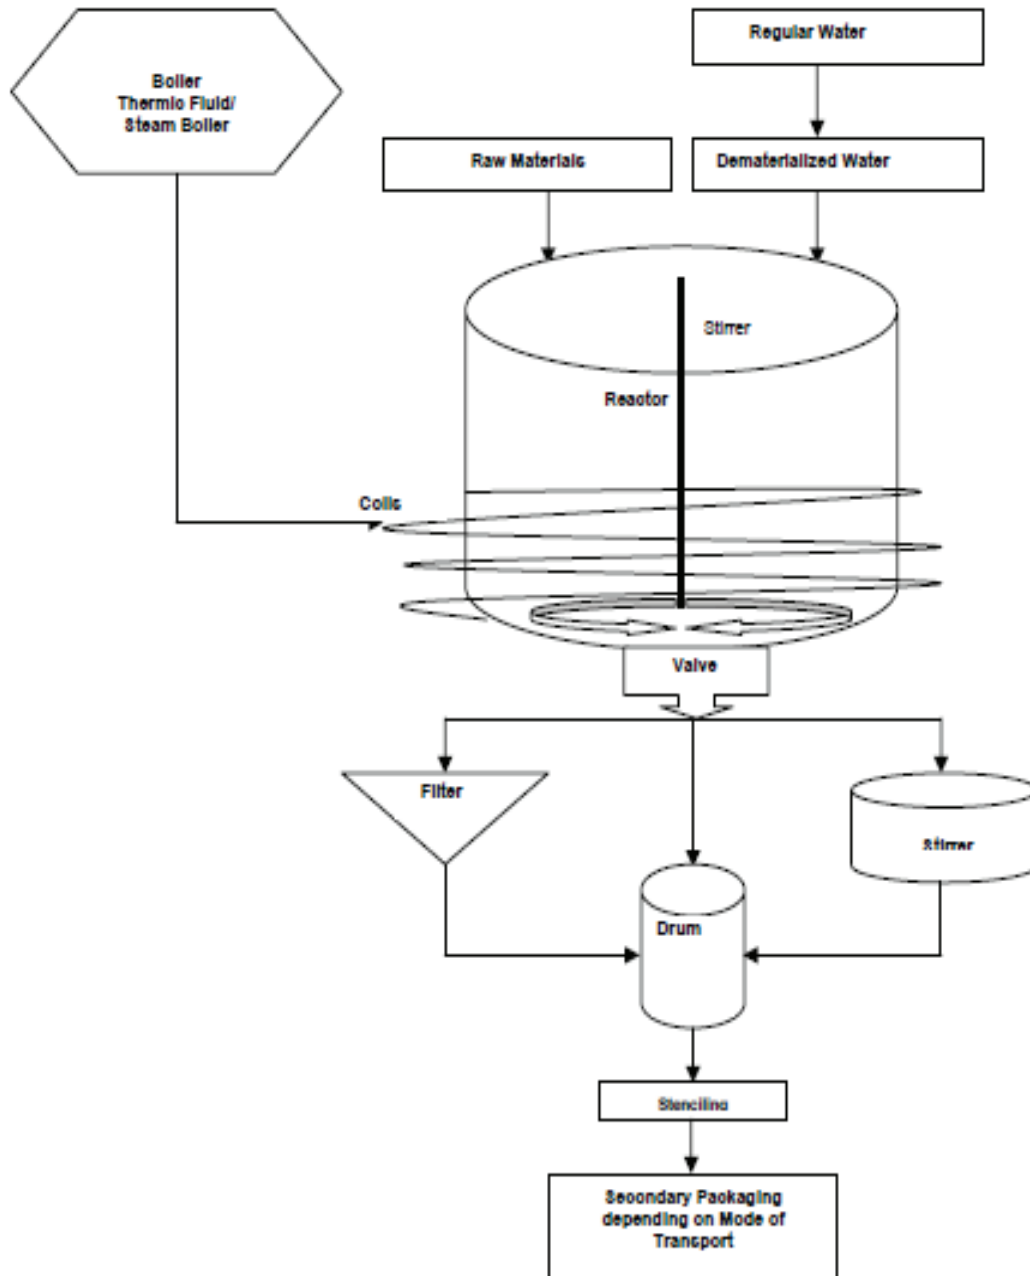 Regular Water
Boiler
Thermic Fluid/
Steam Boiler
Raw Materials
Dematerialized Water
Stirrer
Reactor
Coils
Valve
Filter
Stirrer
Drum
Stenciling
Secondary Packaging
depending on Mode of
Transport